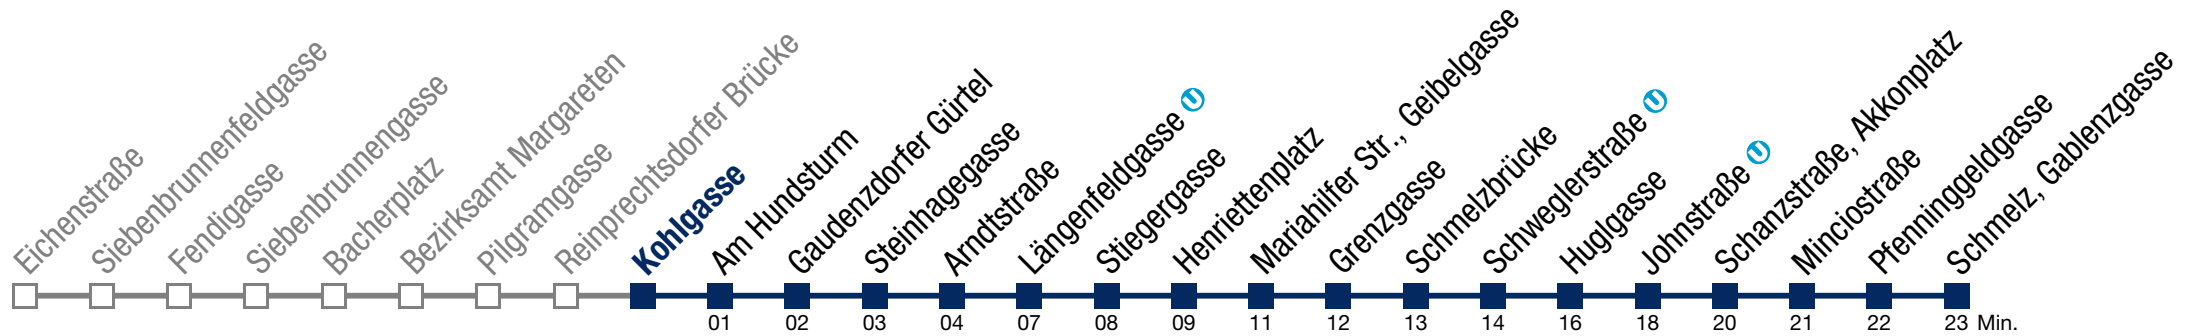 Eichenstraße
Siebenbrunnenfeldgasse
Fendigasse
Siebenbrunnengasse
Bacherplatz
Bezirksamt Margareten
Pilgramgasse
Reinprechtsdorfer Brücke
Kohlgasse
Am Hundsturm
Gaudenzdorfer Gürtel
Steinhagegasse
Arndtstraße
Längenfeldgasse U
Stiegergasse
Henriettenplatz
Mariahilfer Str., Geibelgasse
Grenzgasse
Schmelzbrücke
Schweglerstraße U
Huglgasse
Johnstraße U
Schanzstraße, Akkonplatz
Minciostraße
Pfenninggeldgasse
Schmelz, Gablenzgasse
01 02 03 04 07 08 09 11 12 13 14 16 18 20 21 22 23 Min.